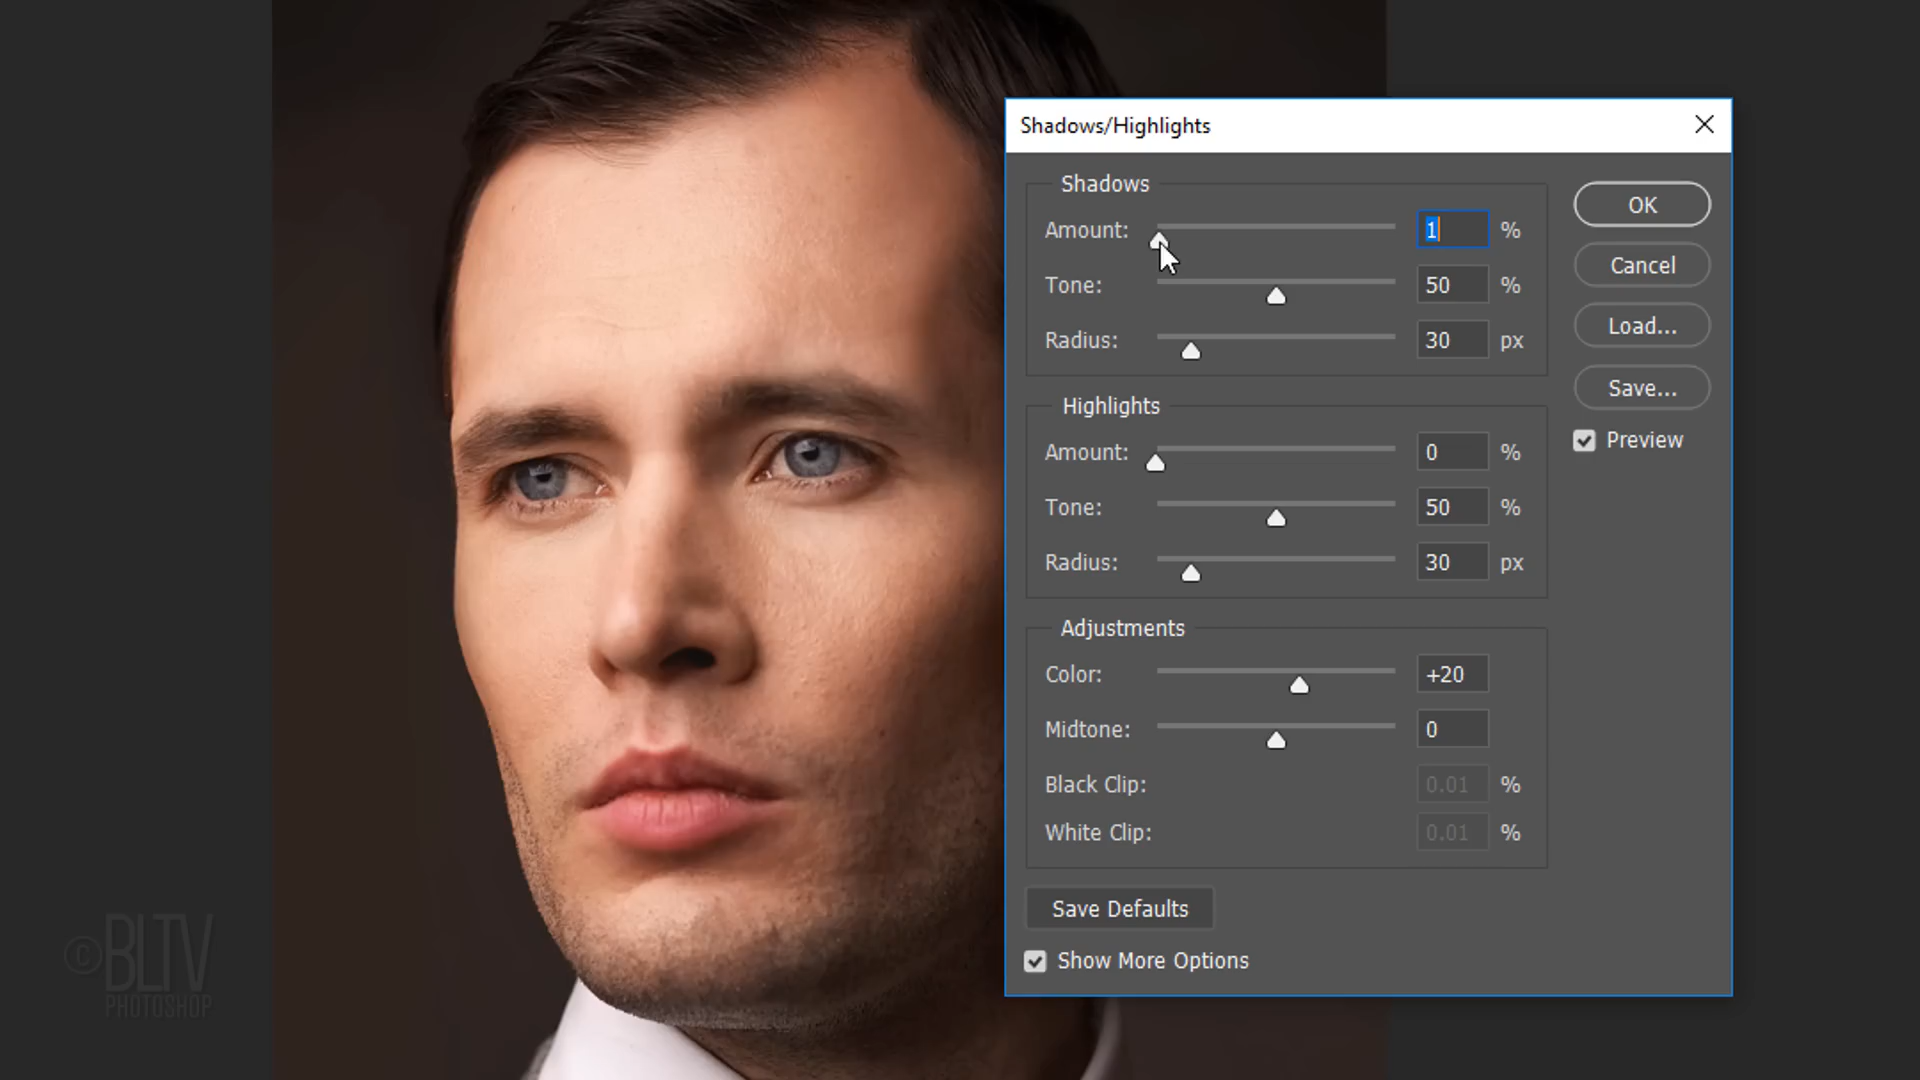 Shadows/Highlights
Shadows
Amount: 1 %
Tone: 50 %
Radius: 30 px
Highlights
Amount: 0 %
Tone: 50 %
Radius: 30 px
Adjustments
Color: +20
Midtone: 0
Black Clip: 0.01 %
White Clip: 0.01 %
Save Defaults
Show More Options
OK
Cancel
Load...
Save...
Preview
©BLTV
PHOTOSHOP